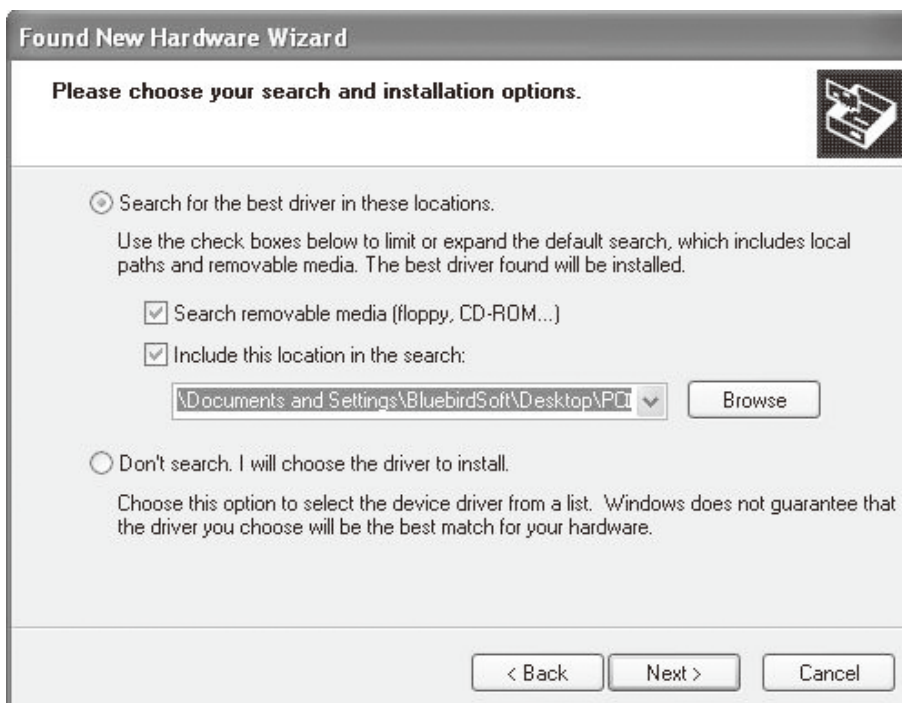 Found New Hardware Wizard
Please choose your search and installation options.
Search for the best driver in these locations.
Use the check boxes below to limit or expand the default search, which includes local
paths and removable media. The best driver found will be installed.
Search removable media (floppy, CD-ROM...)
Include this location in the search:
\Documents and Settings\BluebirdSoft\Desktop\PCI
Browse
Don't search. I will choose the driver to install.
Choose this option to select the device driver from a list. Windows does not guarantee that
the driver you choose will be the best match for your hardware.
< Back
Next >
Cancel